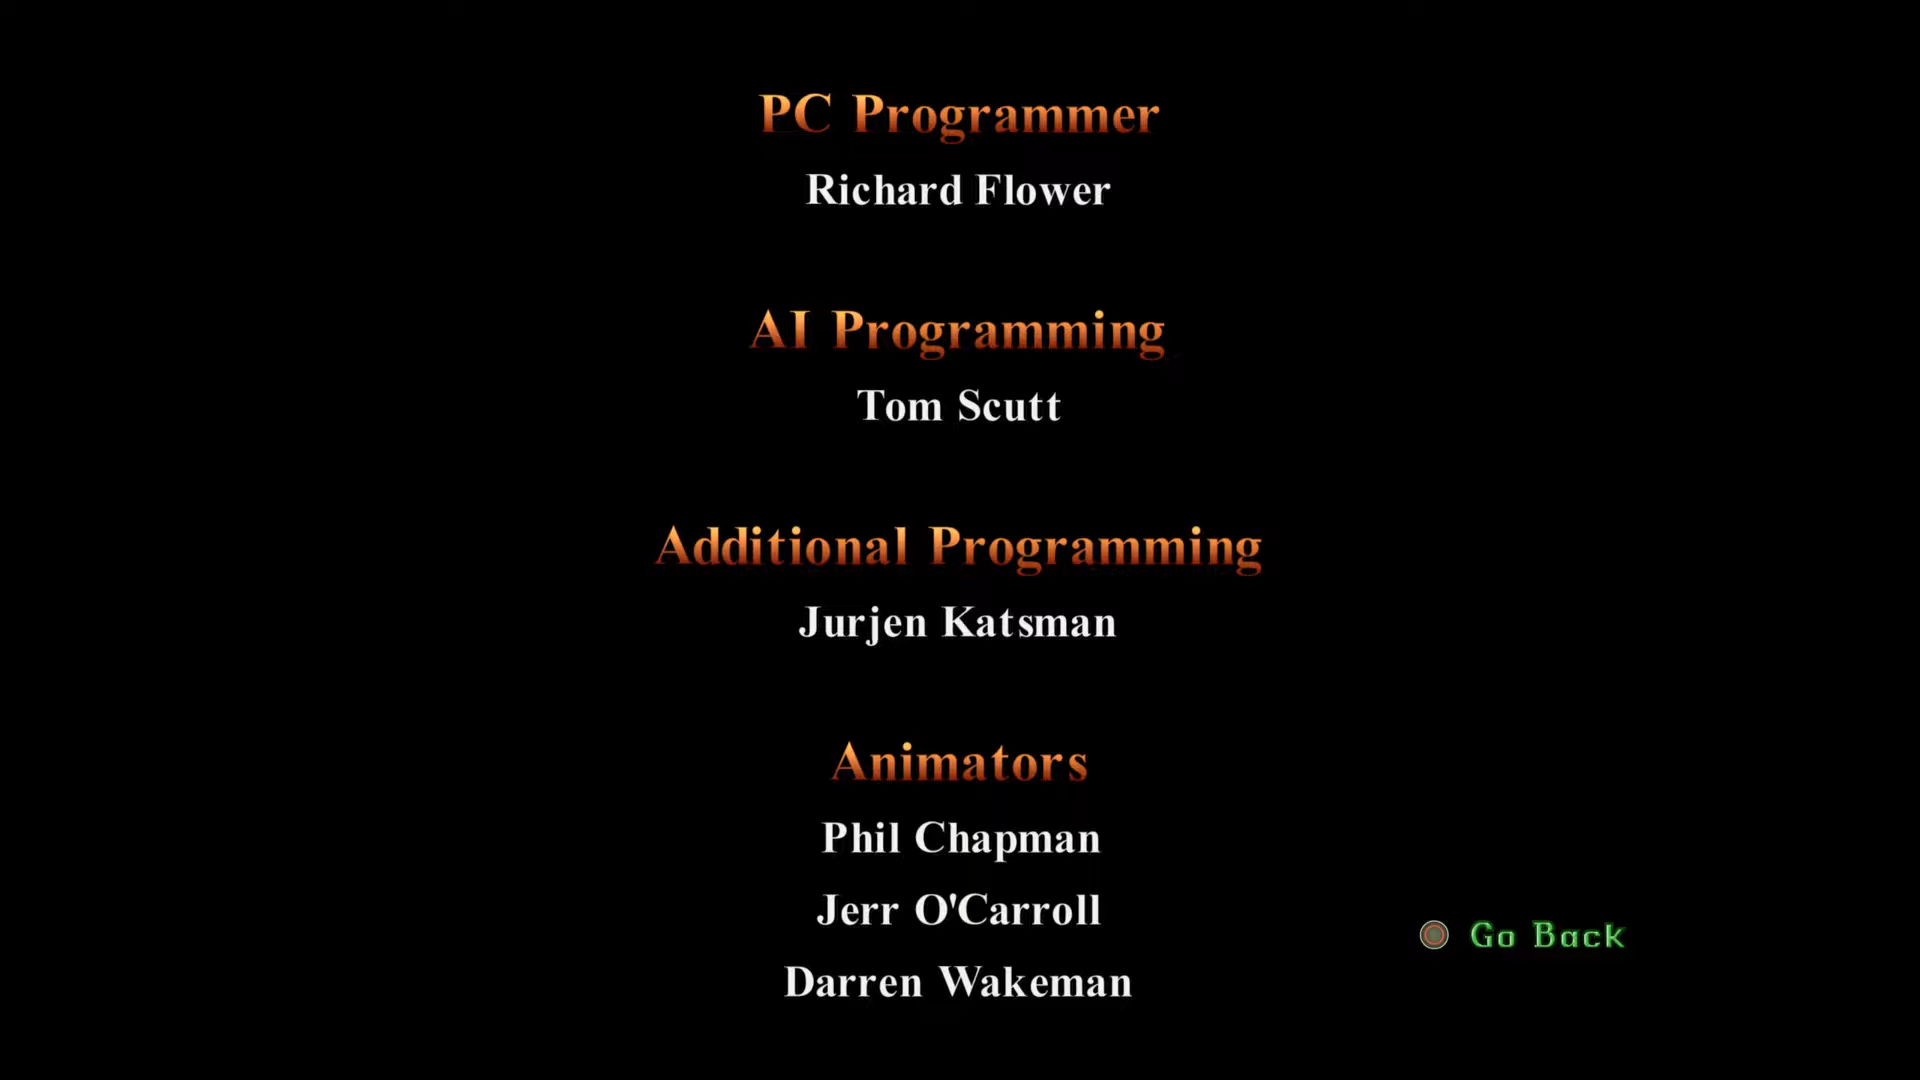 PC Programmer
Richard Flower
AI Programming
Tom Scutt
Additional Programming
Jurjen Katsman
Animators
Phil Chapman
Jerr O'Carroll
Darren Wakeman
Go Back